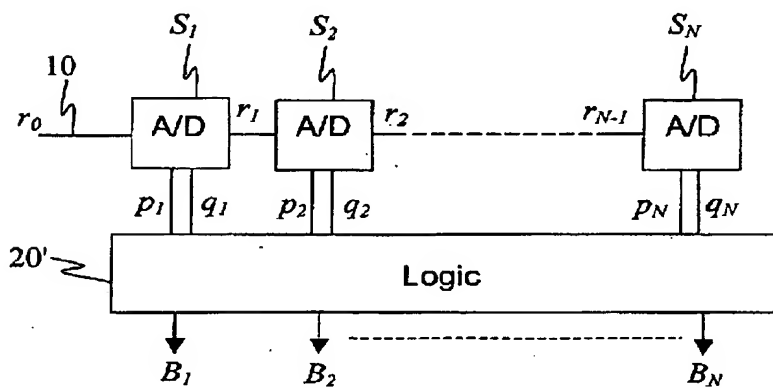 S1 S2 SN
10
r0 A/D r1 A/D r2 rN-1 A/D
p1 q1 p2 q2 pN qN
20' Logic
B1 B2 BN